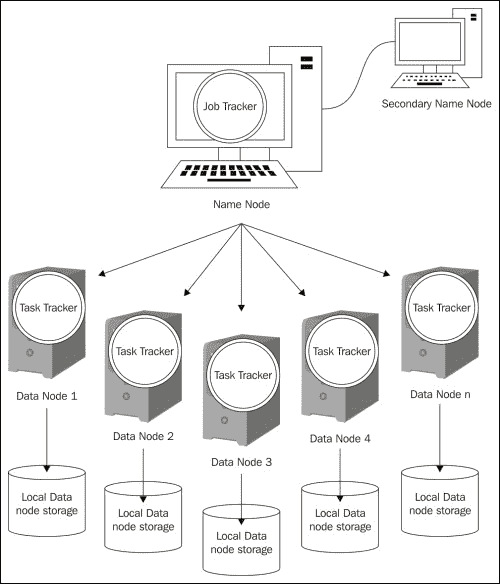 Job Tracker
Secondary Name Node
Name Node
Task Tracker
Task Tracker
Task Tracker
Task Tracker
Task Tracker
Data Node 1
Data Node 2
Data Node 3
Data Node 4
Data Node n
Local Data
node storage
Local Data
node storage
Local Data
node storage
Local Data
node storage
Local Data
node storage